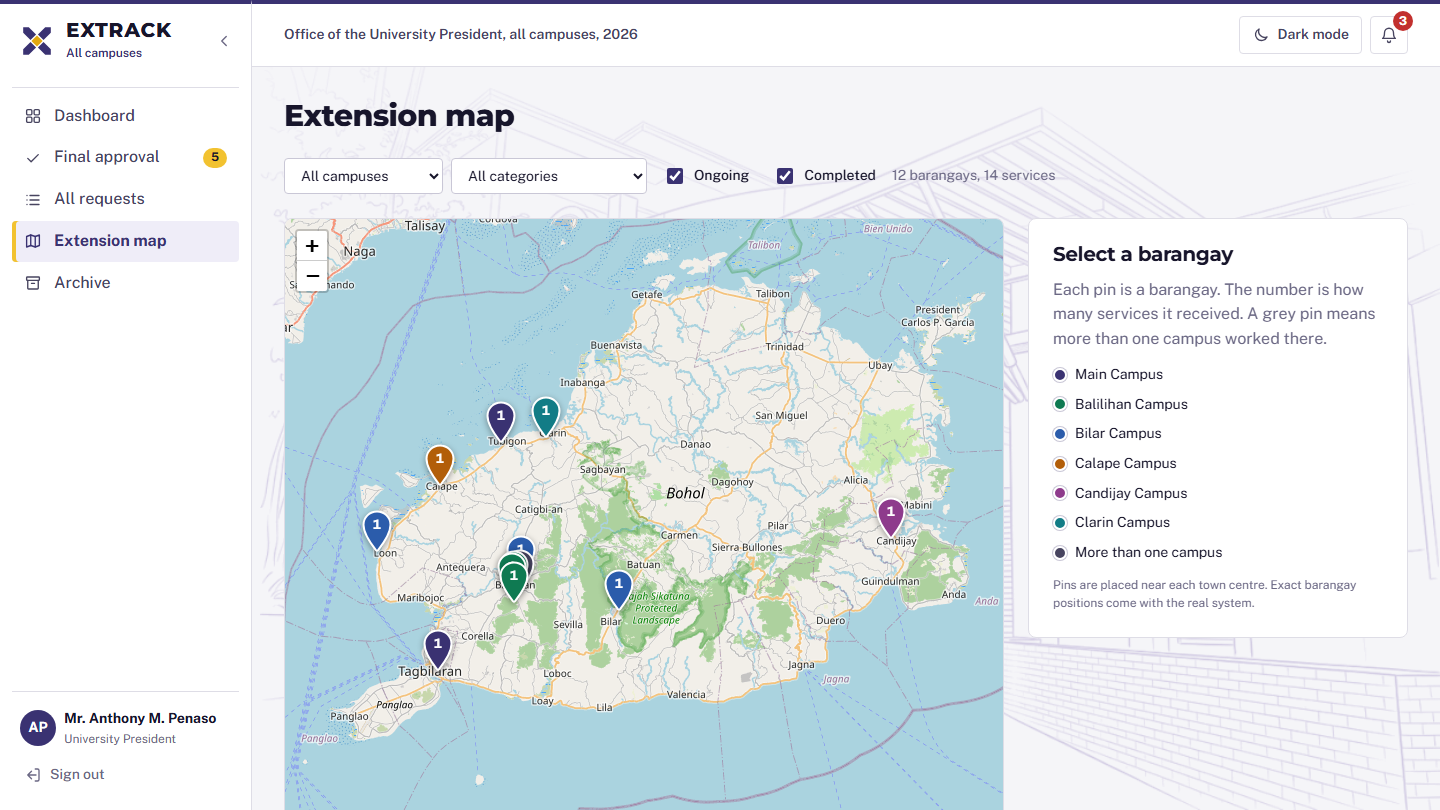 EXTRACK
All campuses
Dashboard
Final approval
5
All requests
Extension map
Archive
Mr. Anthony M. Penaso
University President
AP
Sign out
Office of the University President, all campuses, 2026
Dark mode
3
Extension map
All campuses
All categories
Ongoing
Completed
12 barangays, 14 services
+
−
Talisay
Naga
Bien Unido
Talibon
Getafe
Talibon
President
Carlos P. Garcia
Buenavista
Trinidad
Ubay
Inabanga
San Miguel
1
1
Danao
1
Calape
Sagbayan
Bohol
Dagohoy
Alicia
Catigbi-an
1
Mabini
1
Loon
Pilar
Carmen
Candijay
Sierra Bullones
1
Antequera
Batuan
1
1
Guindulman
Maribojoc
Anda
Anda
Protected
Landscape
Bilar
Sevilla
Duero
Corella
1
Tagbilaran
Loboc
Jagna
Jagna
Valencia
Loay
Lila
Panglao
Panglao
Panglao
Select a barangay
Each pin is a barangay. The number is how
many services it received. A grey pin means
more than one campus worked there.
Main Campus
Balilihan Campus
Bilar Campus
Calape Campus
Candijay Campus
Clarin Campus
More than one campus
Pins are placed near each town centre. Exact barangay
positions come with the real system.